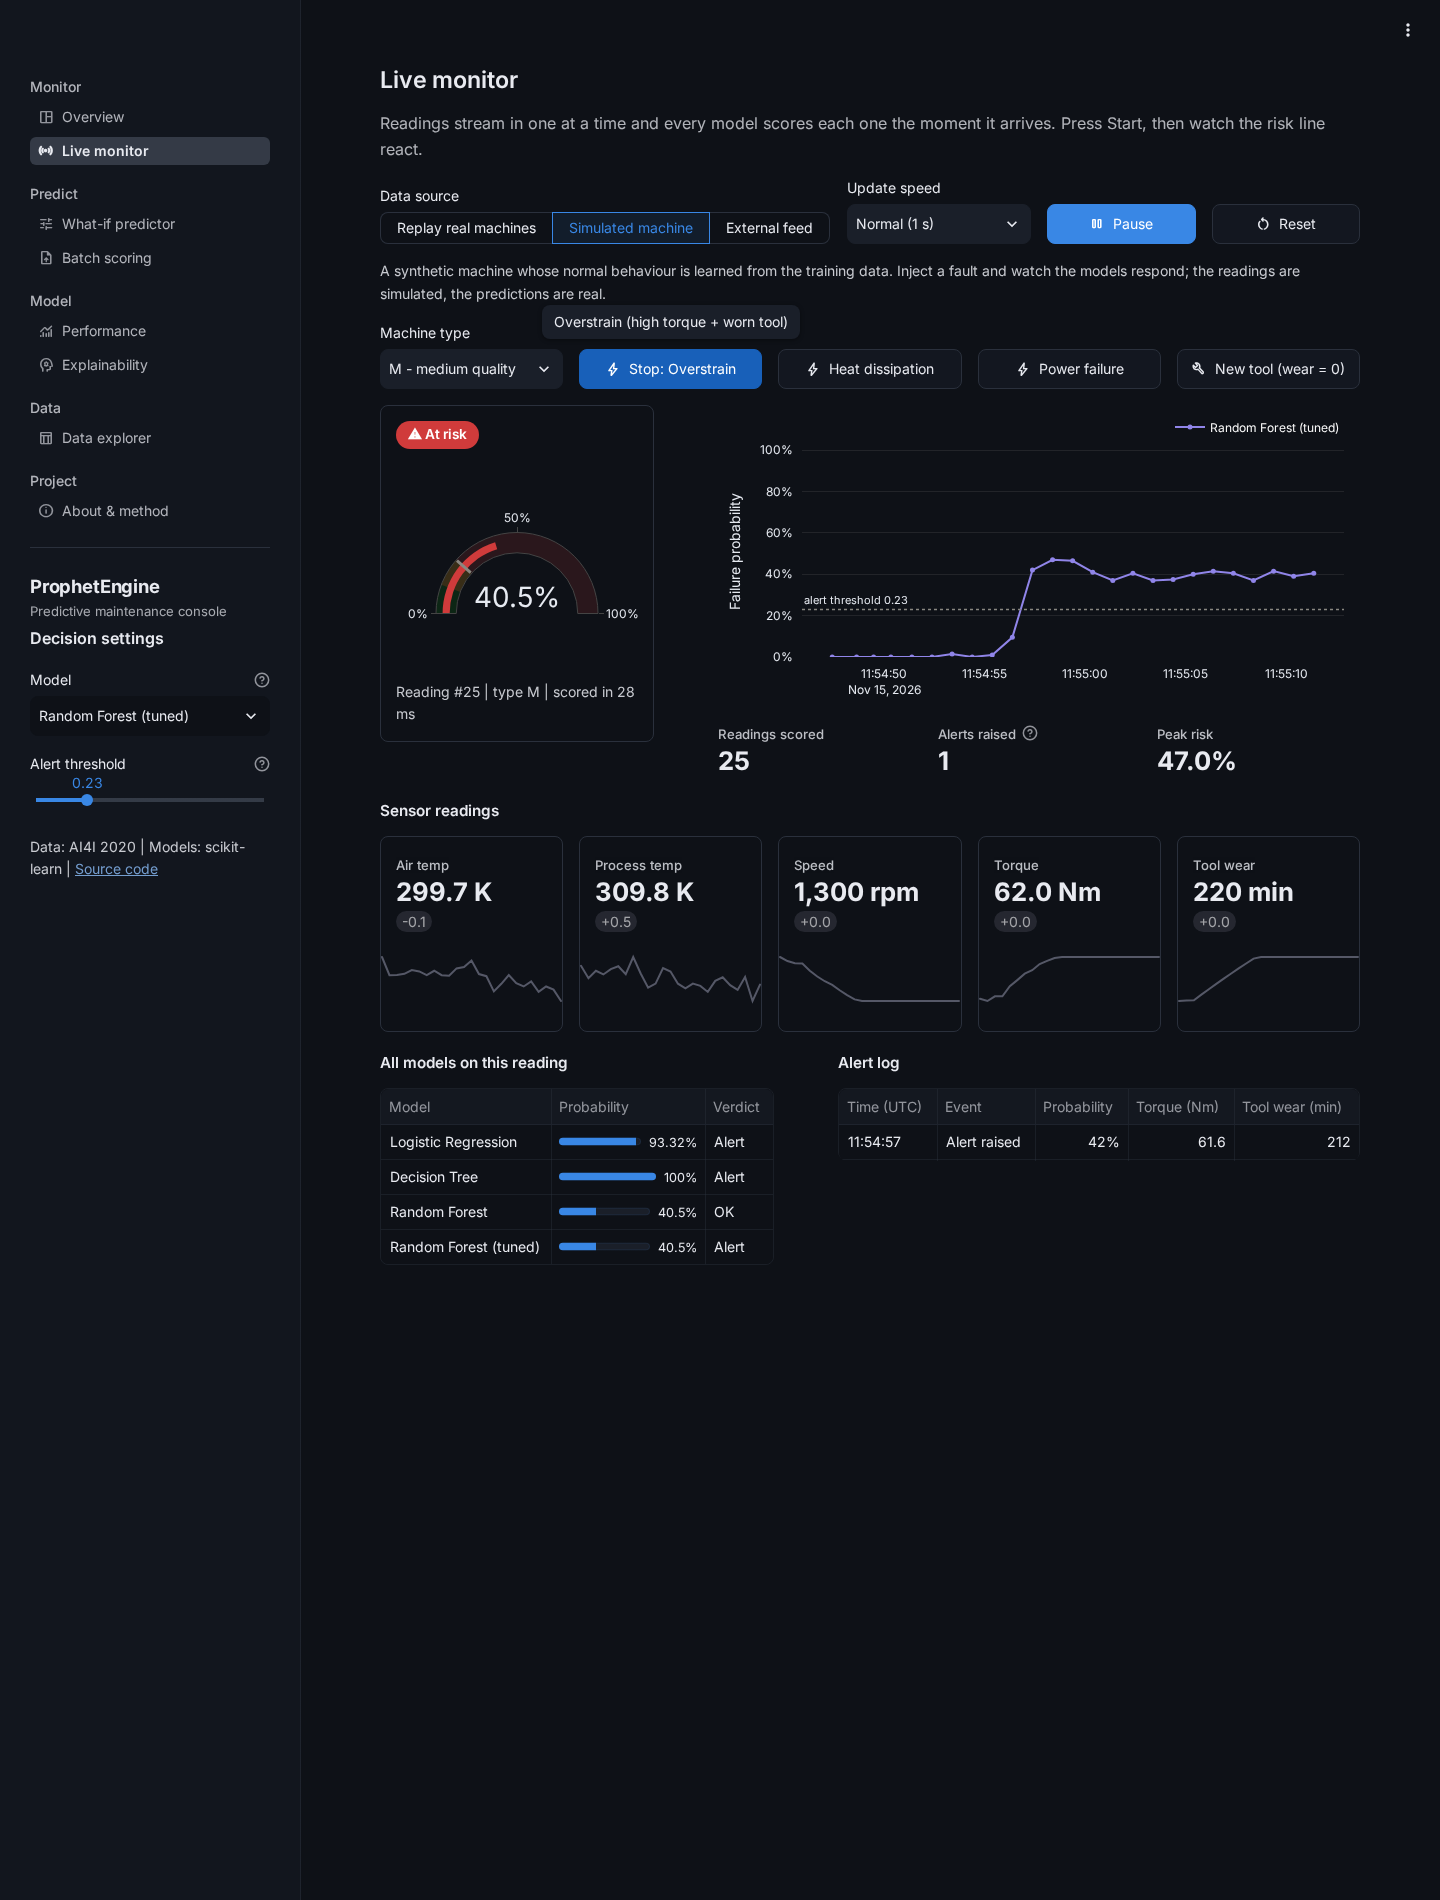 Monitor
Overview
Live monitor
Predict
What-if predictor
Batch scoring
Model
Performance
Explainability
Data
Data explorer
Project
About & method
ProphetEngine
Predictive maintenance console
Decision settings
Model
Random Forest (tuned)
Alert threshold
0.23
Data: AI4I 2020 | Models: scikit-
learn | Source code
Live monitor
Readings stream in one at a time and every model scores each one the moment it arrives. Press Start, then watch the risk line
react.
Data source
Replay real machines
Simulated machine
External feed
Update speed
Normal (1 s)
Pause
Reset
A synthetic machine whose normal behaviour is learned from the training data. Inject a fault and watch the models respond; the readings are
simulated, the predictions are real.
Overstrain (high torque + worn tool)
Machine type
M - medium quality
Stop: Overstrain
Heat dissipation
Power failure
New tool (wear = 0)
At risk
50%
0%
40.5%
100%
Reading #25 | type M | scored in 28
ms
Random Forest (tuned)
Failure probability
100%
80%
60%
40%
20%
0%
alert threshold 0.23
11:54:50
Nov 15, 2026
11:54:55
11:55:00
11:55:05
11:55:10
Readings scored
25
Alerts raised
1
Peak risk
47.0%
Sensor readings
Air temp
299.7 K
-0.1
Process temp
309.8 K
+0.5
Speed
1,300 rpm
+0.0
Torque
62.0 Nm
+0.0
Tool wear
220 min
+0.0
All models on this reading
Model Probability Verdict
Logistic Regression 93.32% Alert
Decision Tree 100% Alert
Random Forest 40.5% OK
Random Forest (tuned) 40.5% Alert
Alert log
Time (UTC) Event Probability Torque (Nm) Tool wear (min)
11:54:57 Alert raised 42% 61.6 212